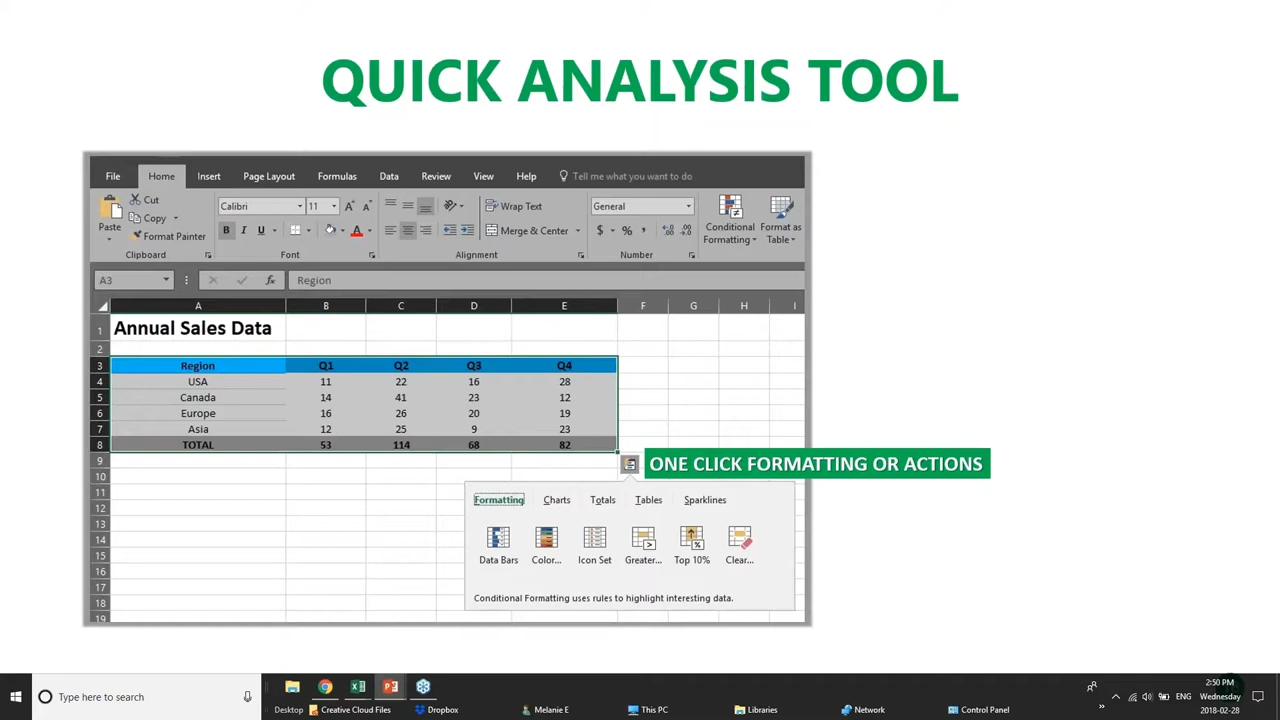 QUICK ANALYSIS TOOL
File Home Insert Page Layout Formulas Data Review View Help Tell me what you want to do
Cut
Copy
Format Painter
Paste
Clipboard
Calibri 11
B I U A
Font
Wrap Text
Merge & Center
Alignment
General
$ % ,
Number
Conditional Formatting
Format as Table
A3 fx Region
A B C D E F G H I
1 Annual Sales Data
2
3 Region Q1 Q2 Q3 Q4
4 USA 11 22 16 28
5 Canada 14 41 23 12
6 Europe 16 26 20 19
7 Asia 12 25 9 23
8 TOTAL 53 114 68 82
9
10
11
12
13
14
15
16
17
18
19
ONE CLICK FORMATTING OR ACTIONS
Formatting Charts Totals Tables Sparklines
Data Bars Color... Icon Set Greater... Top 10% Clear...
Conditional Formatting uses rules to highlight interesting data.
Type here to search
Desktop Creative Cloud Files Dropbox Melanie E This PC Libraries Network Control Panel
ENG
2:50 PM
Wednesday
2018-02-28